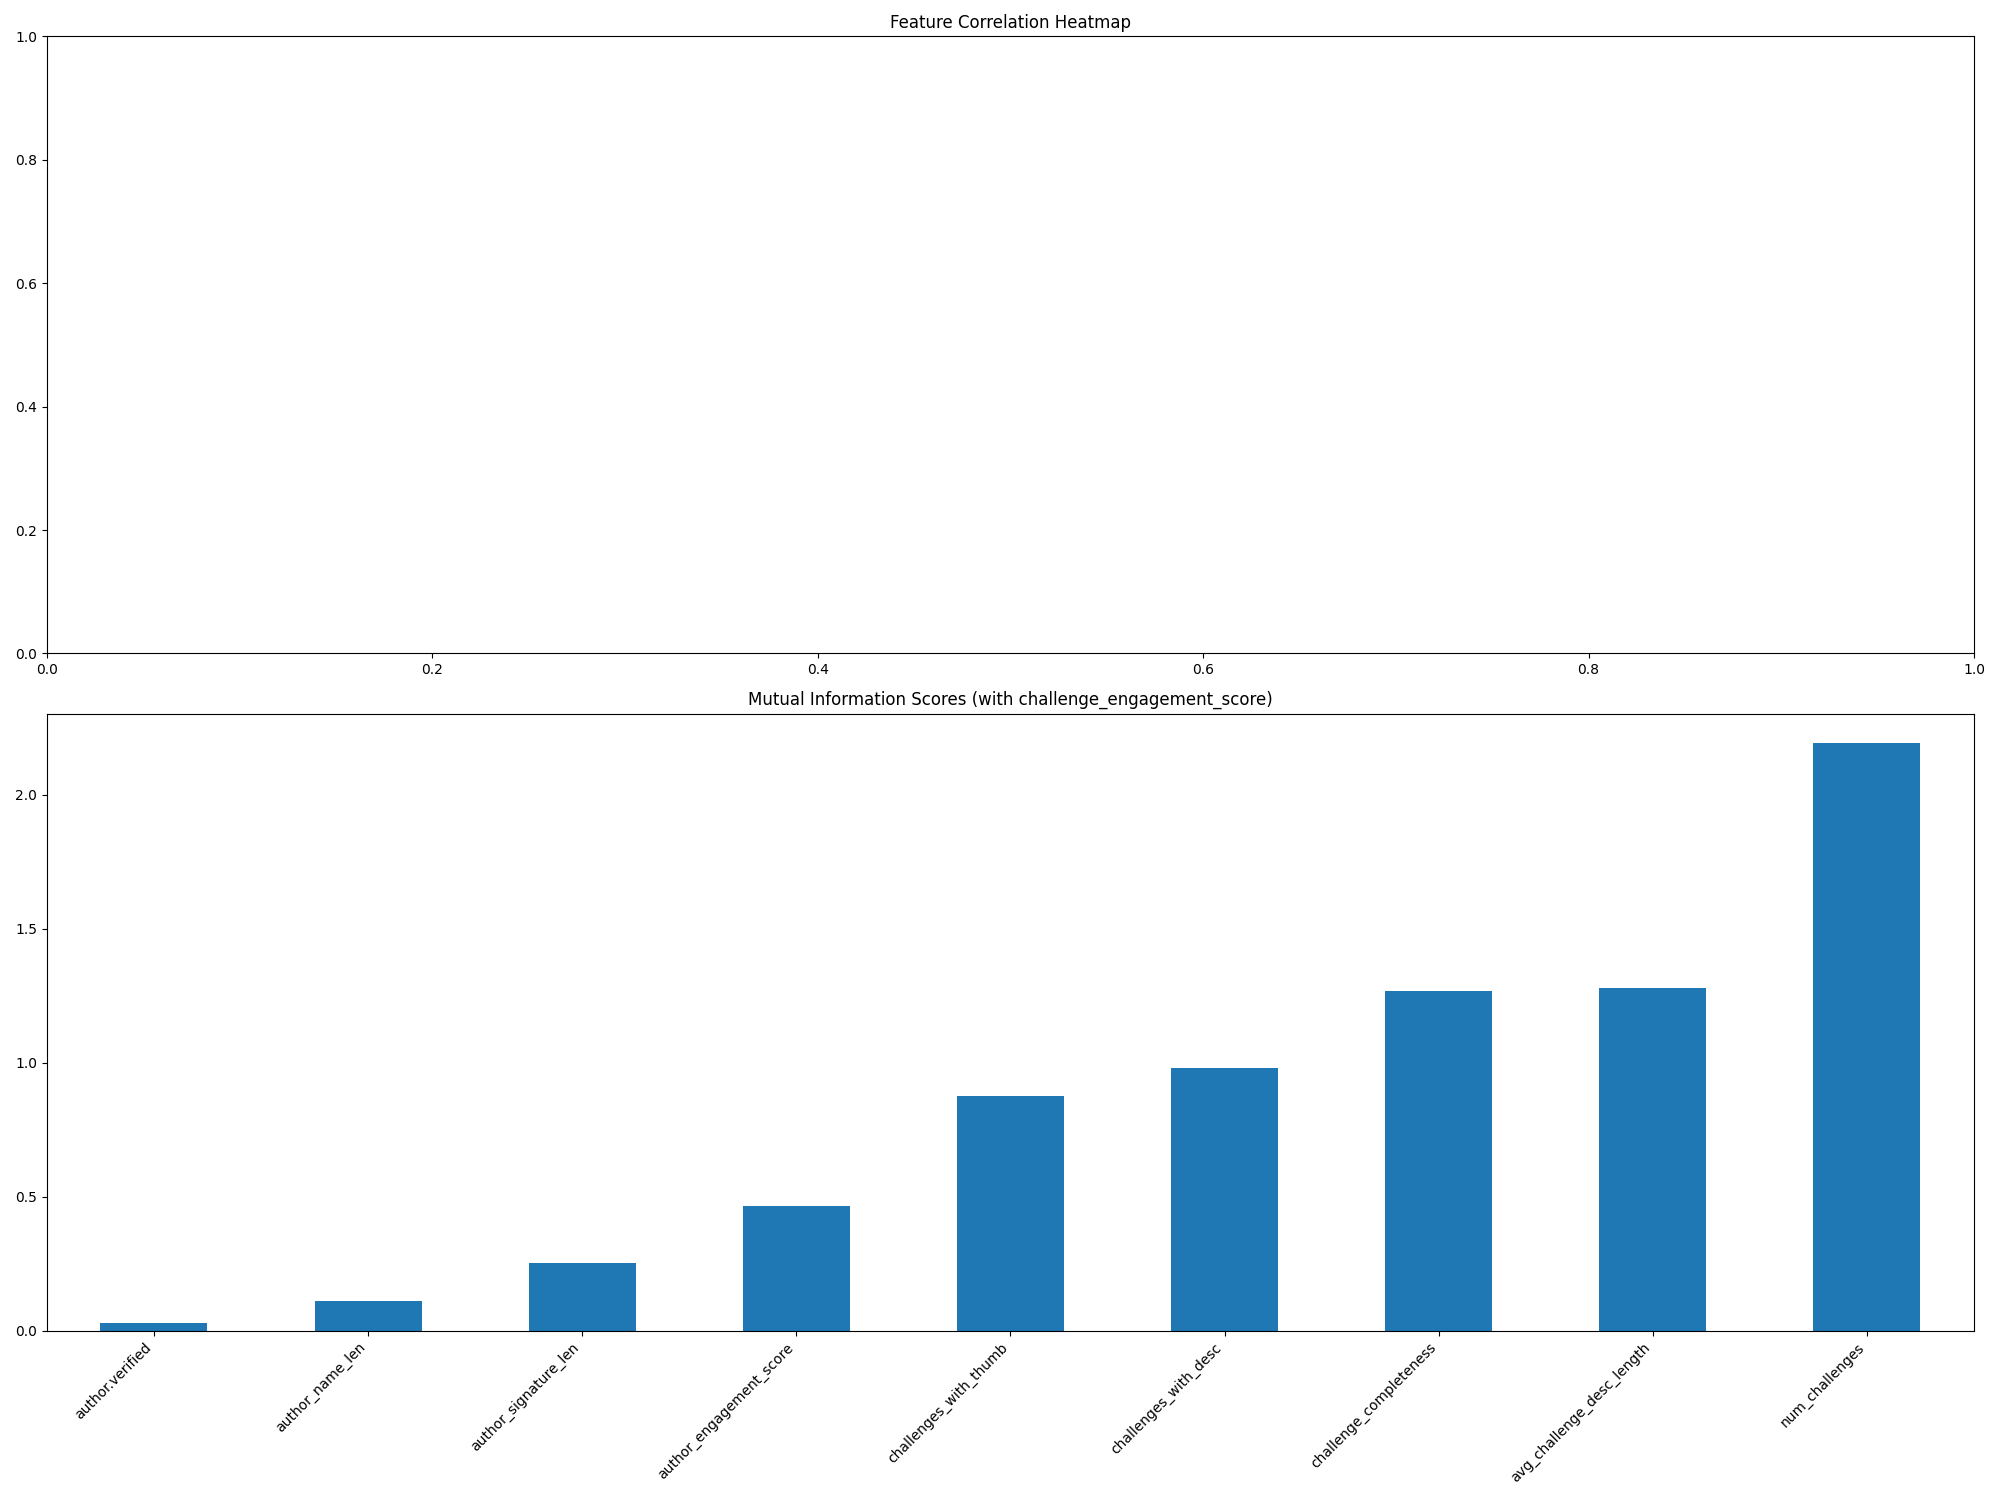 Feature Correlation Heatmap
1.0
0.8
0.6
0.4
0.2
0.0
0.0 0.2 0.4 0.6 0.8 1.0
Mutual Information Scores (with challenge_engagement_score)
2.0
1.5
1.0
0.5
0.0
author.verified
author_name_len
author_signature_len
author_engagement_score
challenges_with_thumb
challenges_with_desc
challenge_completeness
avg_challenge_desc_length
num_challenges